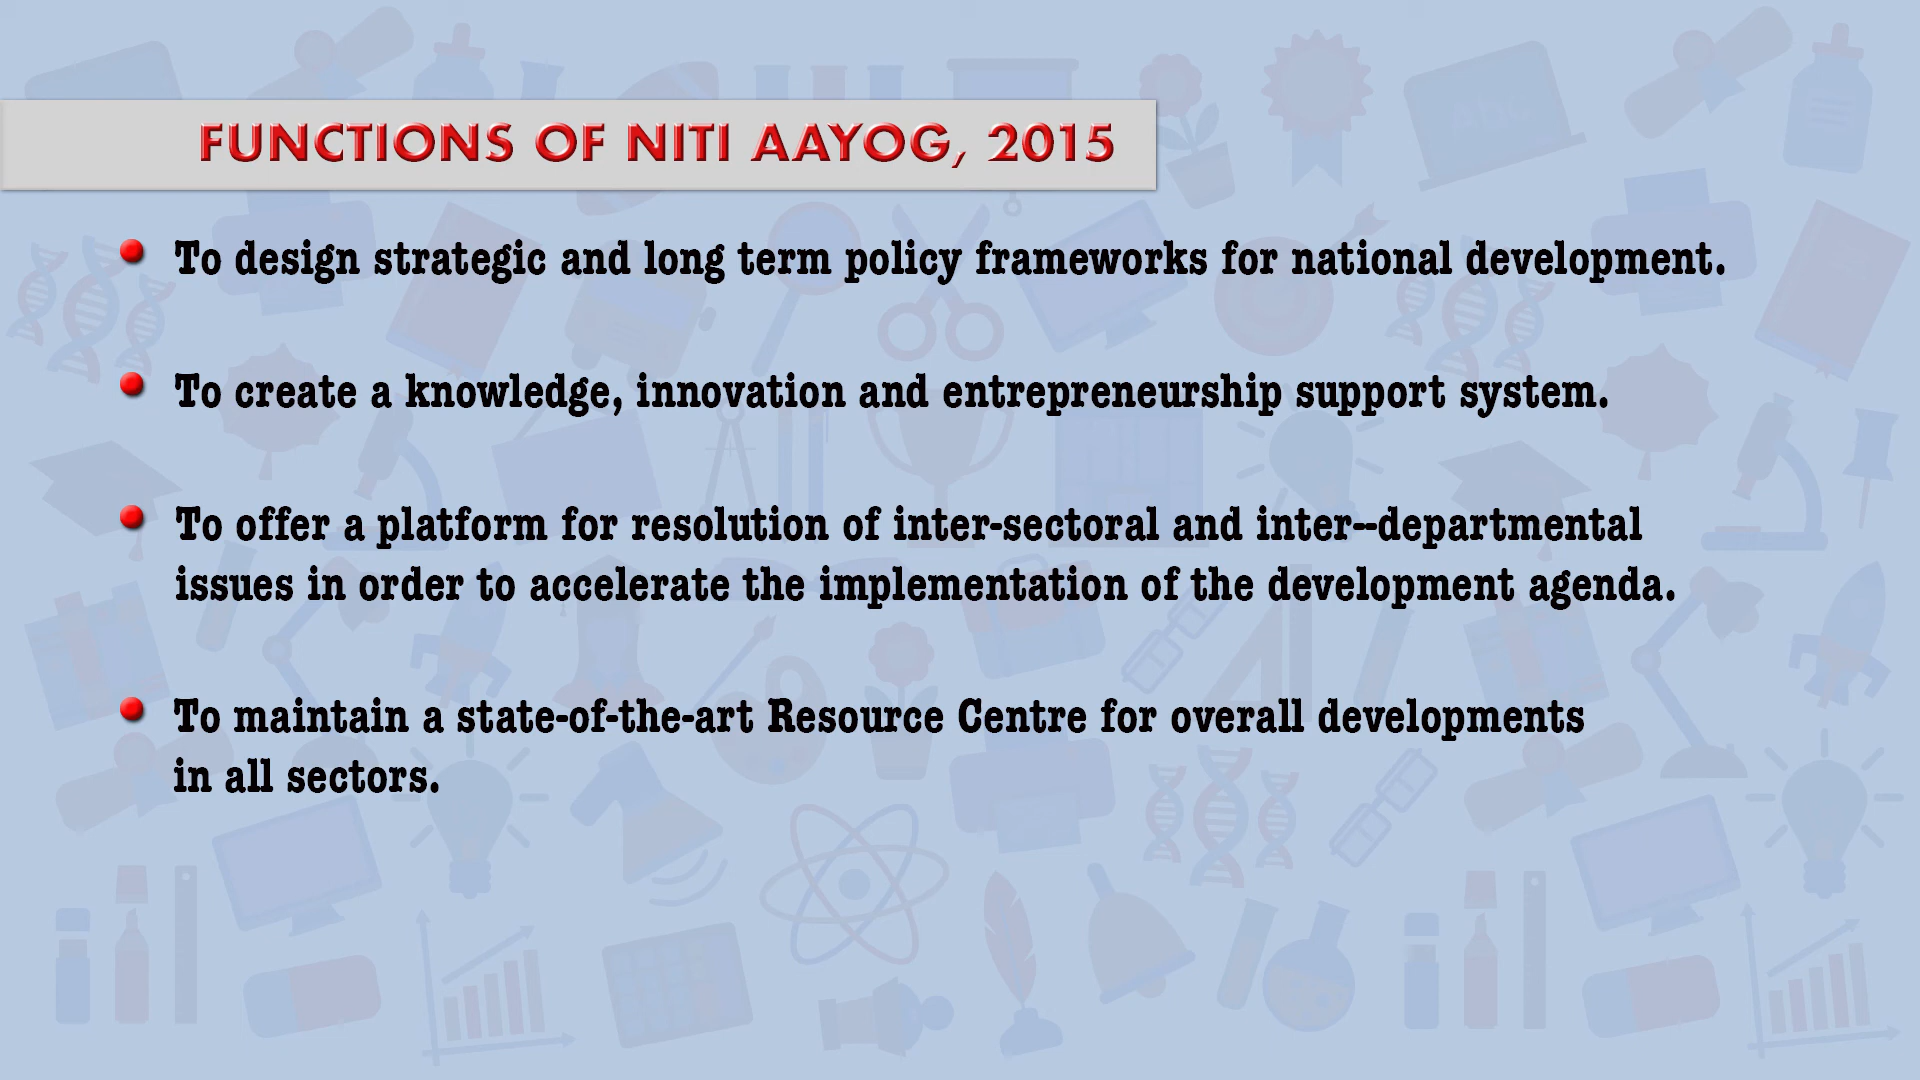 FUNCTIONS OF NITI AAYOG, 2015
To design strategic and long term policy frameworks for national development.
To create a knowledge, innovation and entrepreneurship support system.
To offer a platform for resolution of inter-sectoral and inter--departmental
issues in order to accelerate the implementation of the development agenda.
To maintain a state-of-the-art Resource Centre for overall developments
in all sectors.